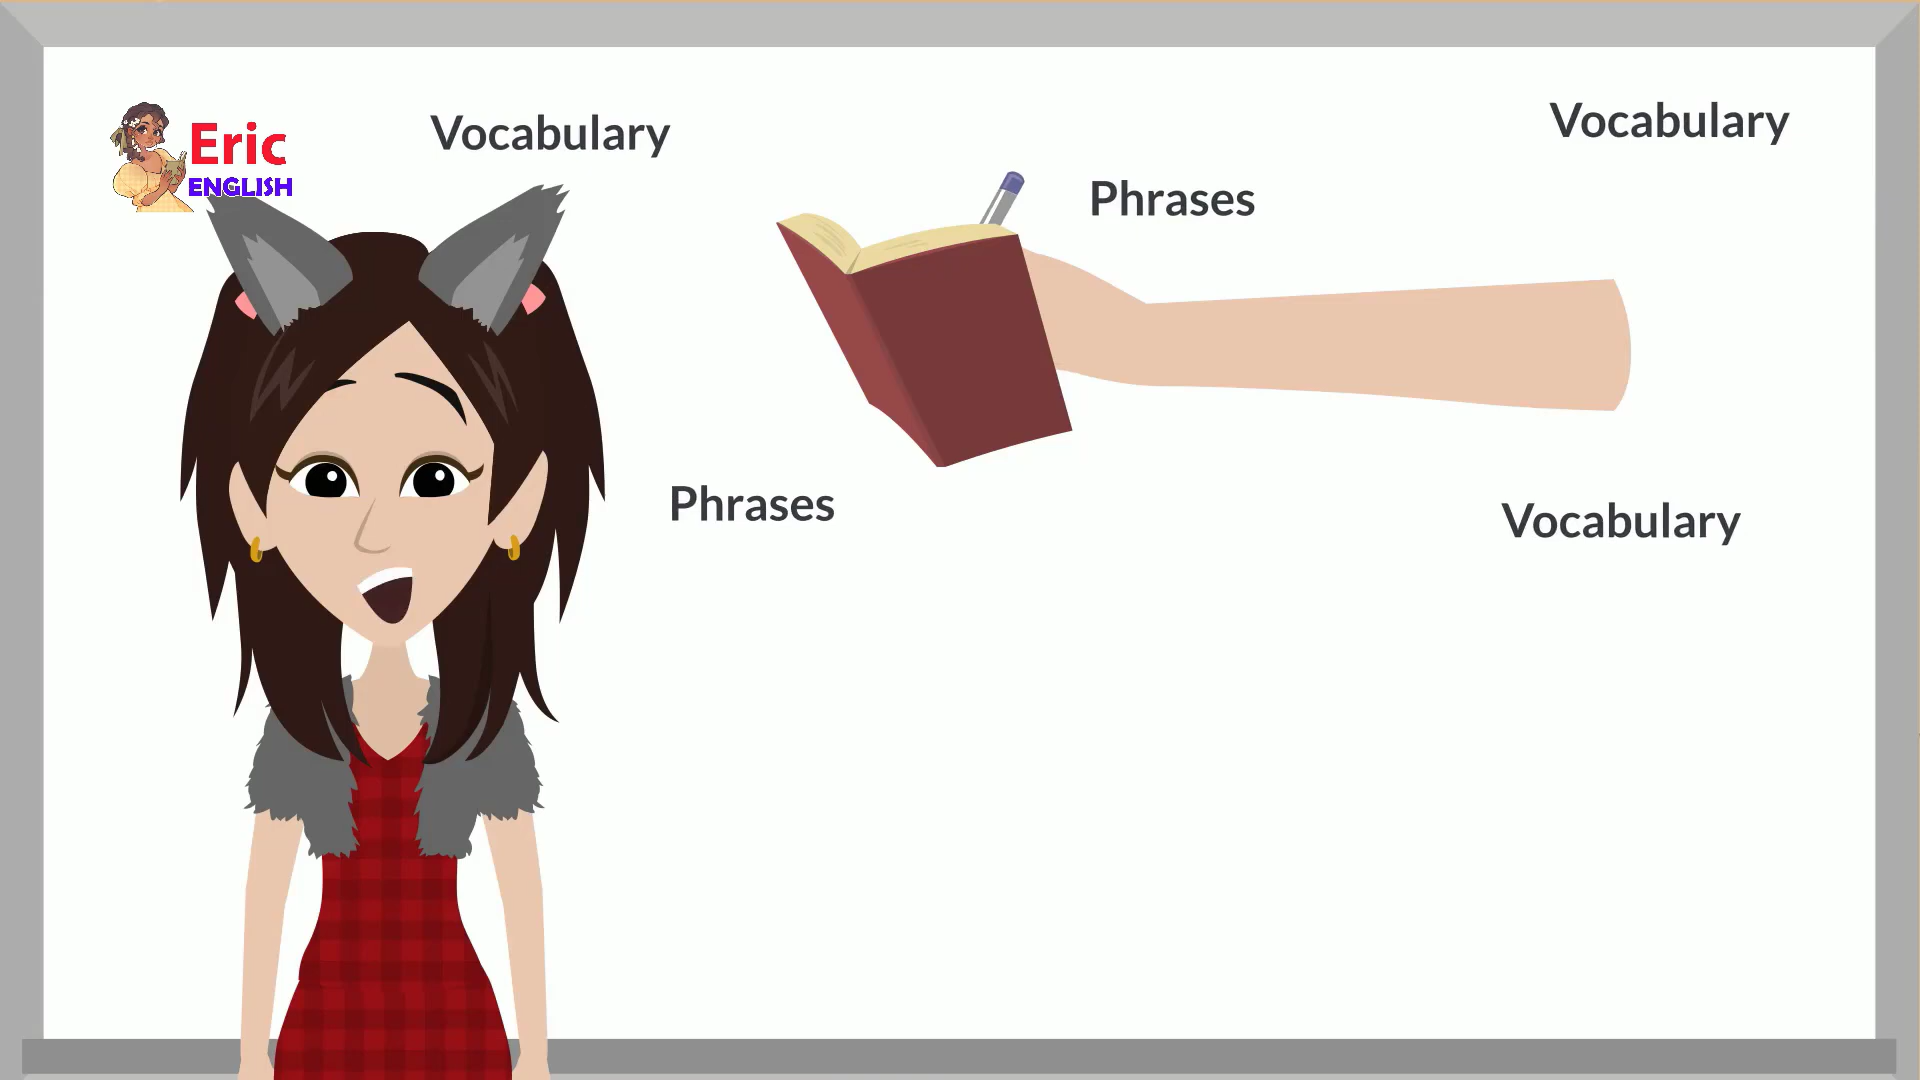 Eric
ENGLISH
Vocabulary
Vocabulary
Phrases
Phrases
Vocabulary